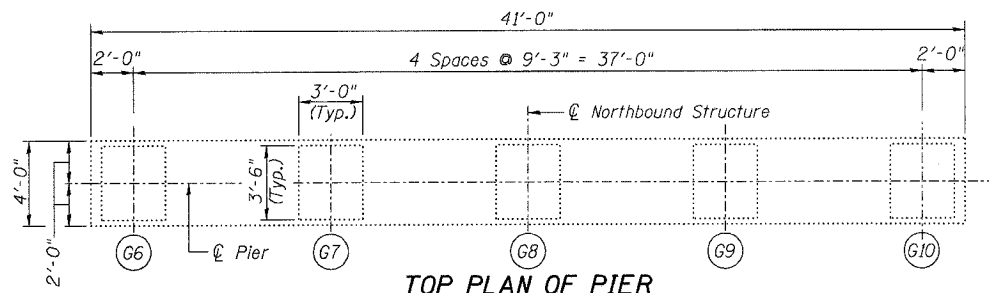 41'-0"
2'-0"
4 Spaces @ 9'-3" = 37'-0"
2'-0"
3'-0"
(Typ.)
℄ Northbound Structure
4'-0"
2'-0"
3'-6"
(Typ.)
℄ Pier
G6
G7
G8
G9
G10
TOP PLAN OF PIER